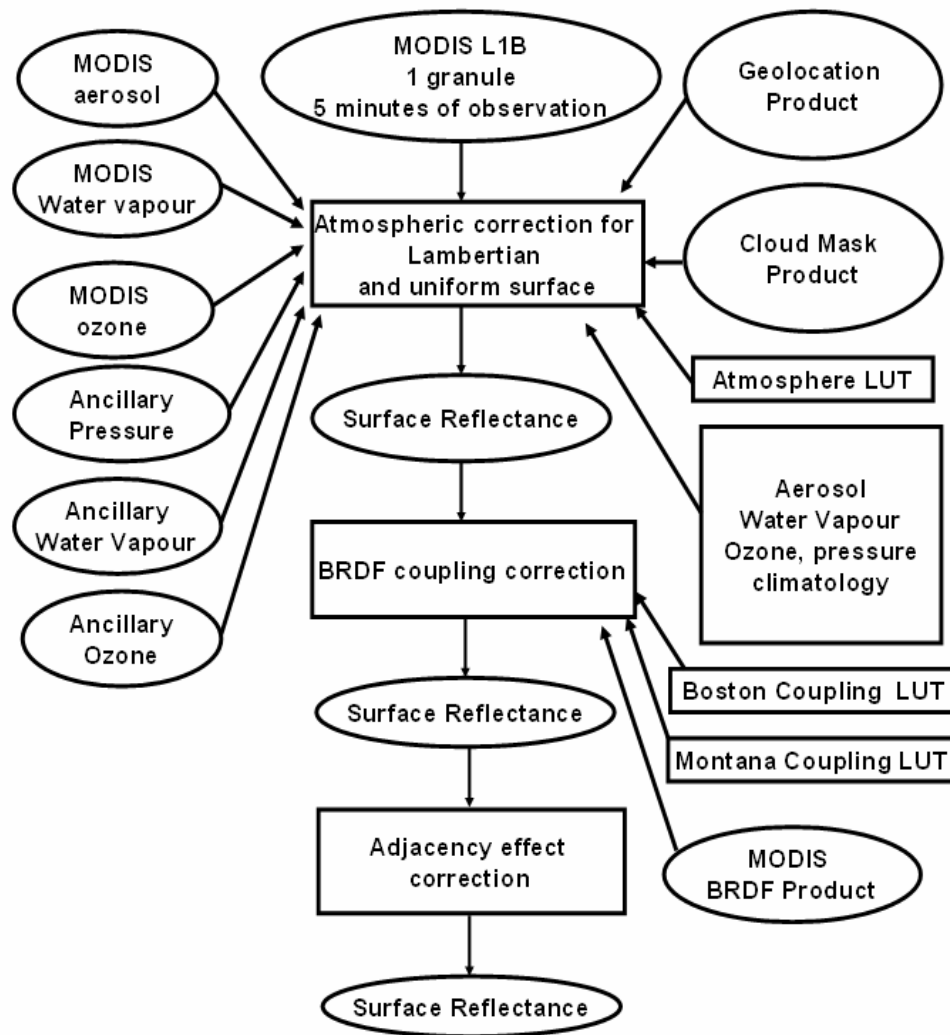 MODIS L1B
1 granule
5 minutes of observation
MODIS
aerosol
Geolocation
Product
MODIS
Water vapour
Atmospheric correction for
Lambertian
and uniform surface
Cloud Mask
Product
MODIS
ozone
Atmosphere LUT
Ancillary
Pressure
Surface Reflectance
Ancillary
Water Vapour
Aerosol
Water Vapour
Ozone, pressure
climatology
BRDF coupling correction
Ancillary
Ozone
Boston Coupling LUT
Surface Reflectance
Montana Coupling LUT
Adjacency effect
correction
MODIS
BRDF Product
Surface Reflectance